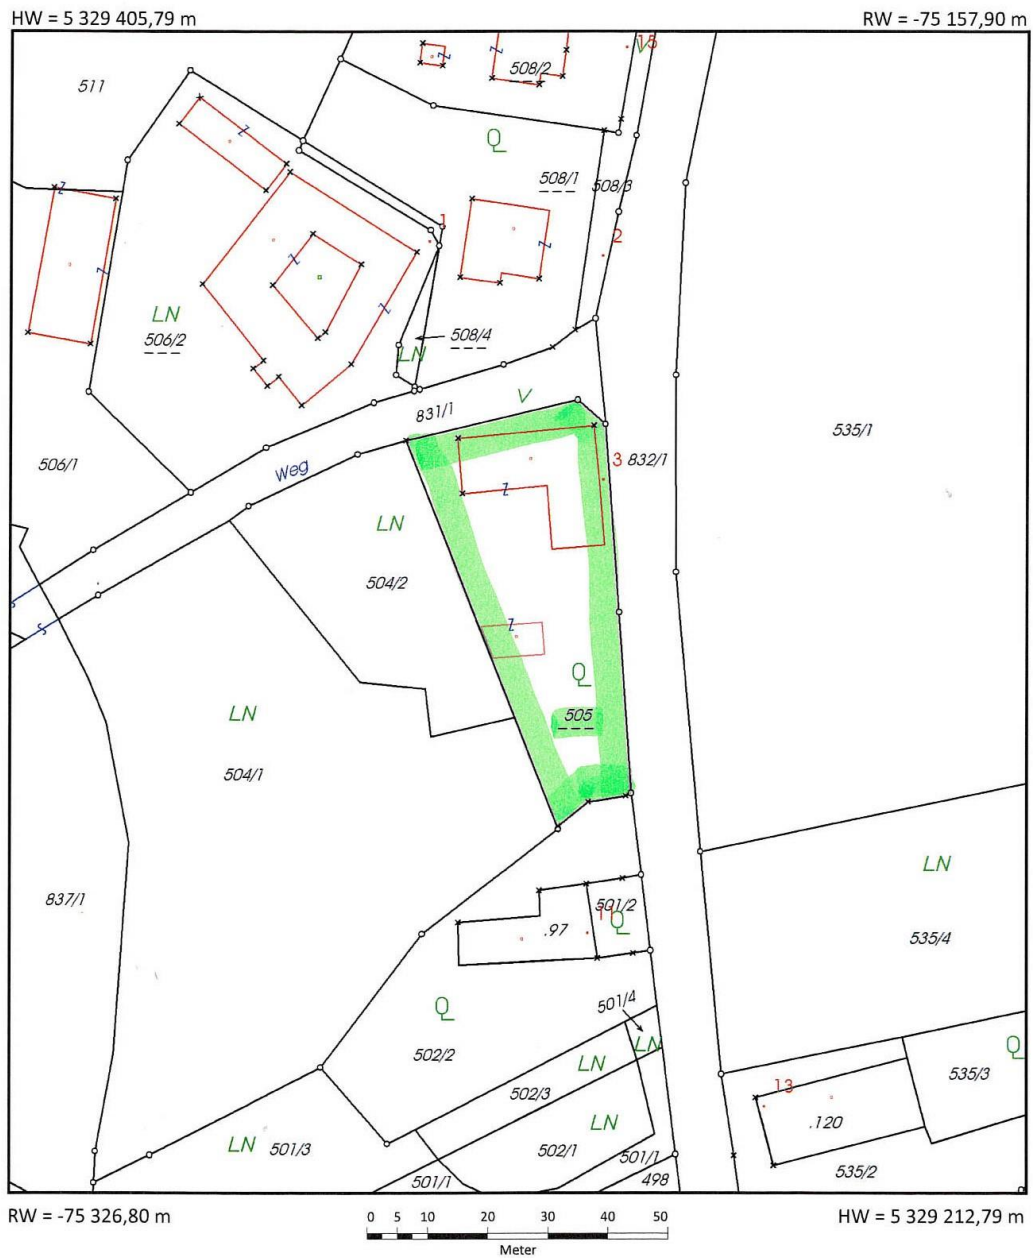 HW = 5 329 405,79 m
RW = -75 157,90 m
15
V
Z
Z
508/2
511
Z
Q
508/1
508/3
Z
1
2
Z
Z
Z
Z
LN
506/2
508/4
LN
V
831/1
535/1
506/1
Weg
3
832/1
Z
LN
504/2
S
S
Z
Q
505
LN
504/1
LN
837/1
501/2
11
Q
.97
535/4
501/4
Q
LN
Q
502/2
LN
535/3
502/3
13
LN
.120
LN
501/3
502/1
501/1
535/2
501/1
498
RW = -75 326,80 m
HW = 5 329 212,79 m
0 5 10 20 30 40 50
Meter